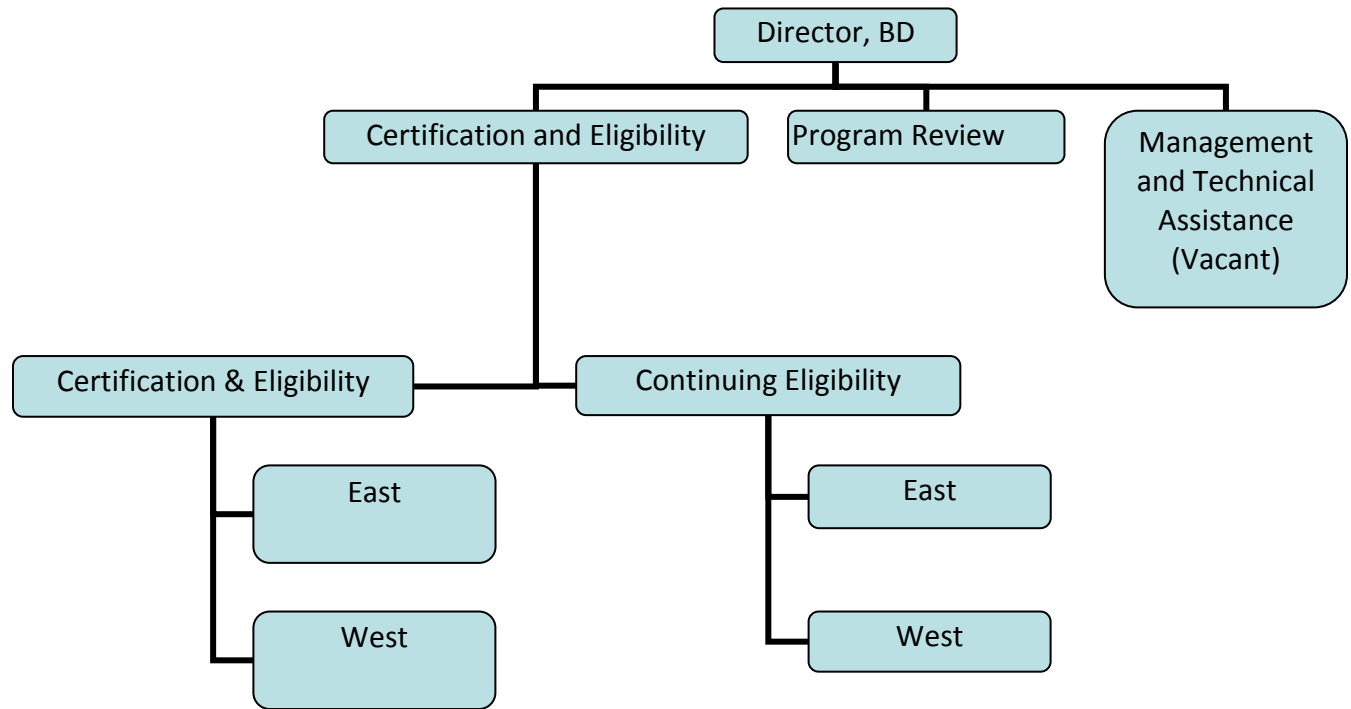 Director, BD
Certification and Eligibility
Program Review
Management
and Technical
Assistance
(Vacant)
Certification & Eligibility
Continuing Eligibility
East
East
West
West